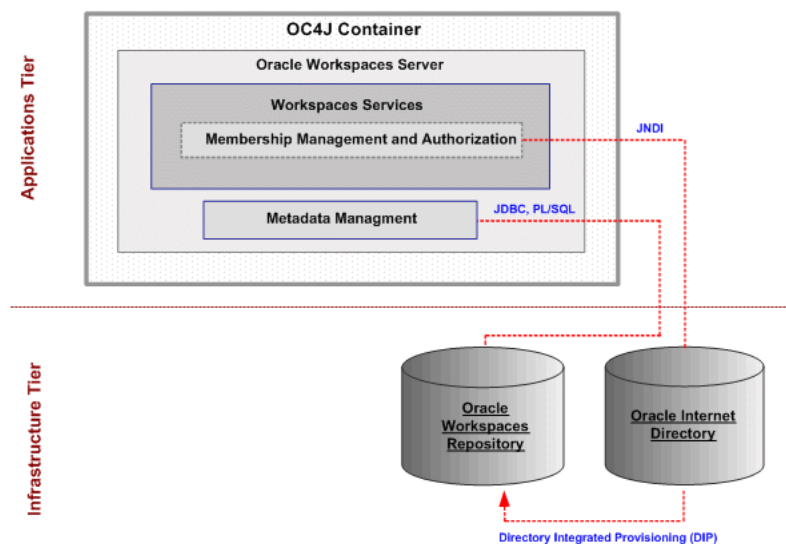 Applications Tier
OC4J Container
Oracle Workspaces Server
Workspaces Services
Membership Management and Authorization
JNDI
Metadata Managment
JDBC, PL/SQL
Infrastructure Tier
Oracle
Workspaces
Repository
Oracle Internet
Directory
Directory Integrated Provisioning (DIP)